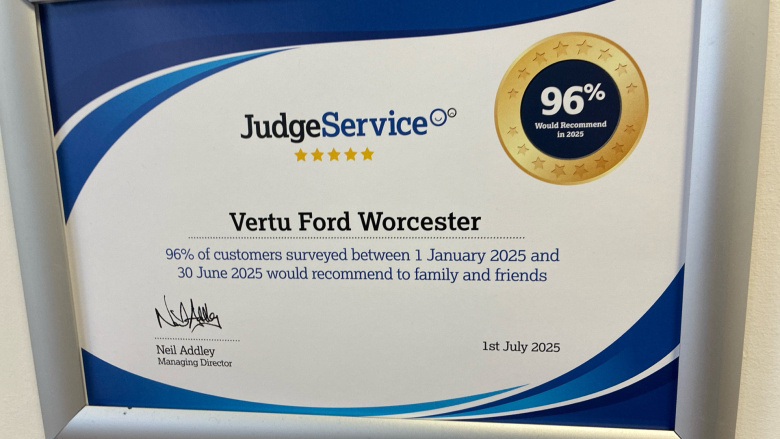 JudgeService
96%
Would Recommend
in 2025
Vertu Ford Worcester
96% of customers surveyed between 1 January 2025 and
30 June 2025 would recommend to family and friends
Neil Addley
Managing Director
1st July 2025